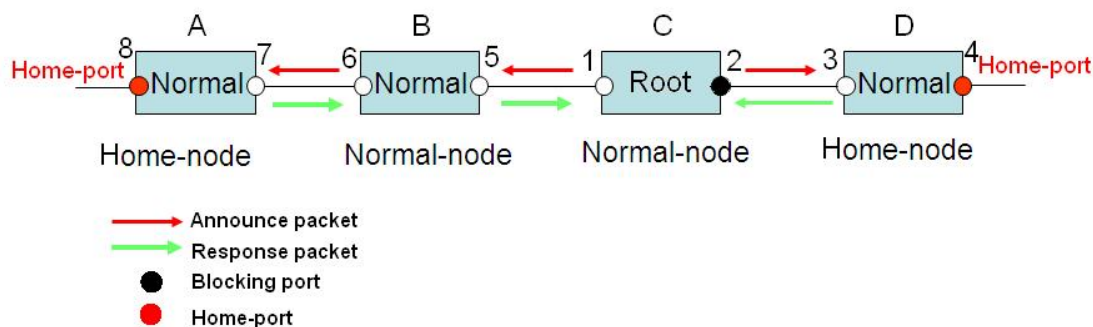 A B C D
8 7 6 5 1 2 3 4
Home-port Normal Normal Root Normal Home-port
Home-node Normal-node Normal-node Home-node
Announce packet
Response packet
Blocking port
Home-port